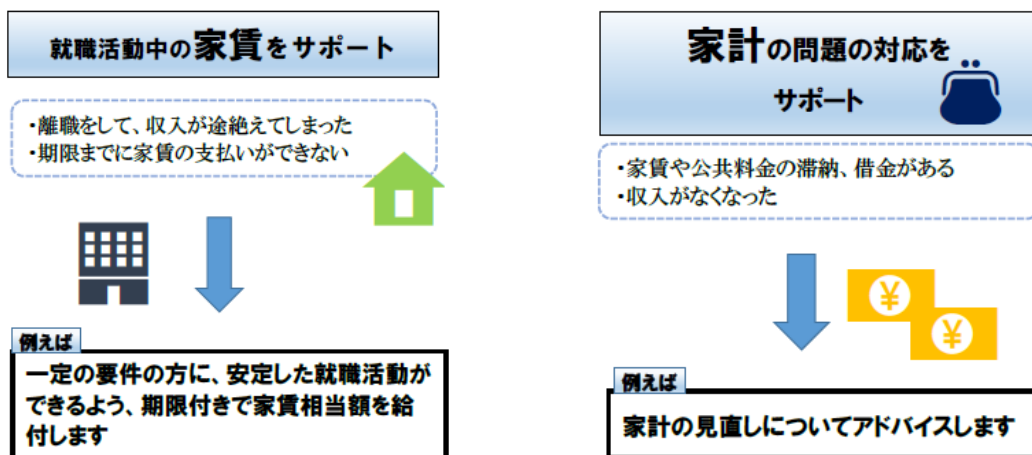 就職活動中の家賃をサポート
・離職をして、収入が途絶えてしまった
・期限までに家賃の支払いができない
例えば
一定の要件の方に、安定した就職活動が
できるよう、期限付きで家賃相当額を給
付します
家計の問題の対応を
サポート
・家賃や公共料金の滞納、借金がある
・収入がなくなった
¥
¥
例えば
家計の見直しについてアドバイスします